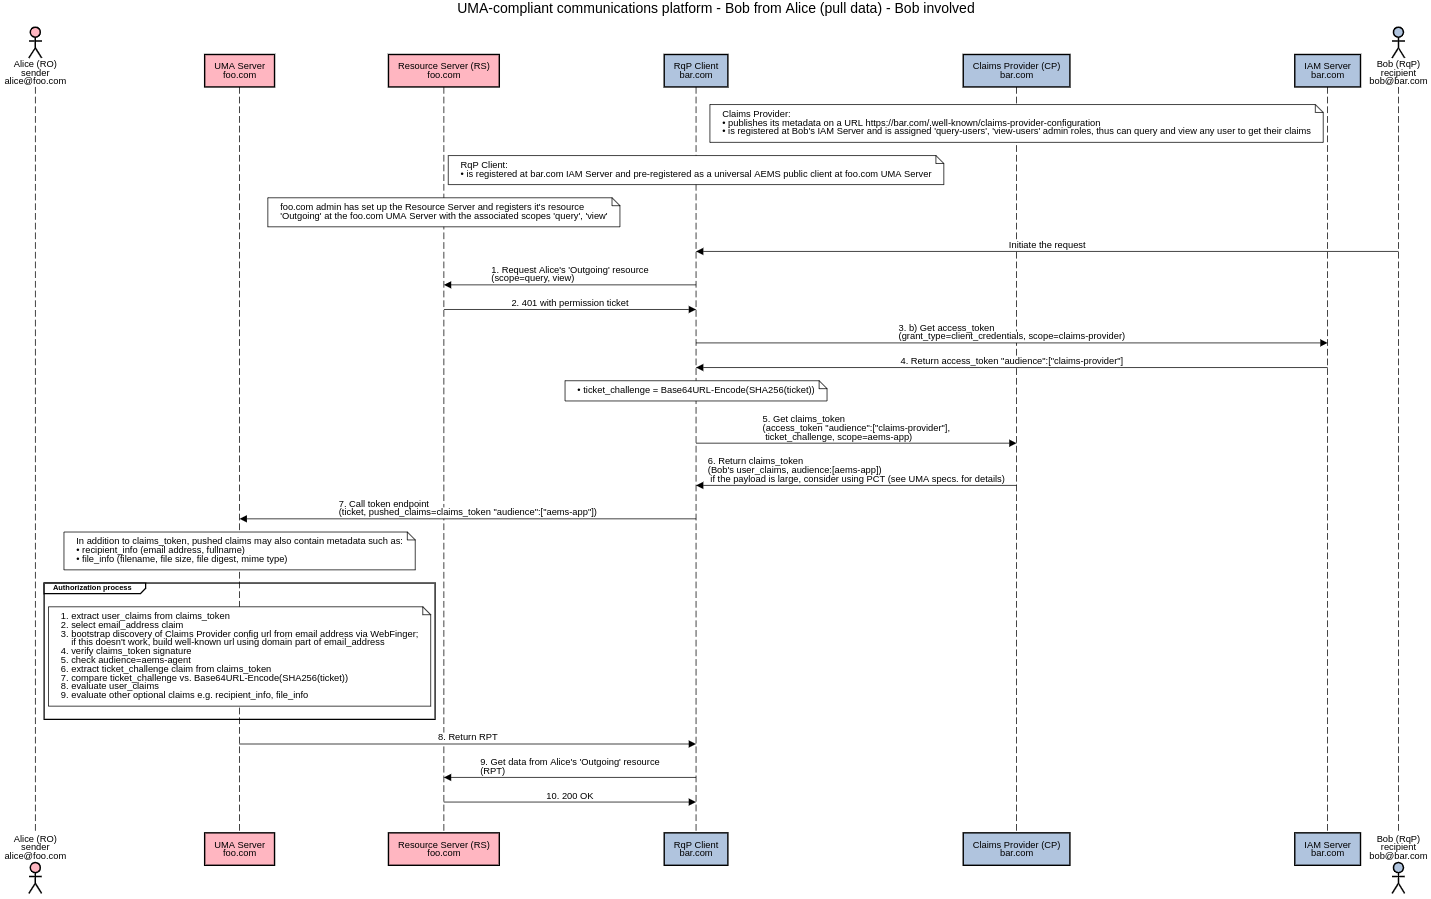 UMA-compliant communications platform - Bob from Alice (pull data) - Bob involved
Alice (RO)
sender
alice@foo.com
UMA Server
foo.com
Resource Server (RS)
foo.com
RqP Client
bar.com
Claims Provider (CP)
bar.com
IAM Server
bar.com
Bob (RqP)
recipient
bob@bar.com
Claims Provider:
• publishes its metadata on a URL https://bar.com/.well-known/claims-provider-configuration
• is registered at Bob's IAM Server and is assigned 'query-users', 'view-users' admin roles, thus can query and view any user to get their claims
RqP Client:
• is registered at bar.com IAM Server and pre-registered as a universal AEMS public client at foo.com UMA Server
foo.com admin has set up the Resource Server and registers it's resource
'Outgoing' at the foo.com UMA Server with the associated scopes 'query', 'view'
Initiate the request
1. Request Alice's 'Outgoing' resource
(scope=query, view)
2. 401 with permission ticket
3. b) Get access_token
(grant_type=client_credentials, scope=claims-provider)
4. Return access_token "audience":["claims-provider"]
• ticket_challenge = Base64URL-Encode(SHA256(ticket))
5. Get claims_token
(access_token "audience":["claims-provider"],
ticket_challenge, scope=aems-app)
6. Return claims_token
(Bob's user_claims, audience:[aems-app])
if the payload is large, consider using PCT (see UMA specs. for details)
7. Call token endpoint
(ticket, pushed_claims=claims_token "audience":["aems-app"])
In addition to claims_token, pushed claims may also contain metadata such as:
• recipient_info (email address, fullname)
• file_info (filename, file size, file digest, mime type)
Authorization process
1. extract user_claims from claims_token
2. select email_address claim
3. bootstrap discovery of Claims Provider config url from email address via WebFinger;
if this doesn't work, build well-known url using domain part of email_address
4. verify claims_token signature
5. check audience=aems-agent
6. extract ticket_challenge claim from claims_token
7. compare ticket_challenge vs. Base64URL-Encode(SHA256(ticket))
8. evaluate user_claims
9. evaluate other optional claims e.g. recipient_info, file_info
8. Return RPT
9. Get data from Alice's 'Outgoing' resource
(RPT)
10. 200 OK
Alice (RO)
sender
alice@foo.com
UMA Server
foo.com
Resource Server (RS)
foo.com
RqP Client
bar.com
Claims Provider (CP)
bar.com
IAM Server
bar.com
Bob (RqP)
recipient
bob@bar.com